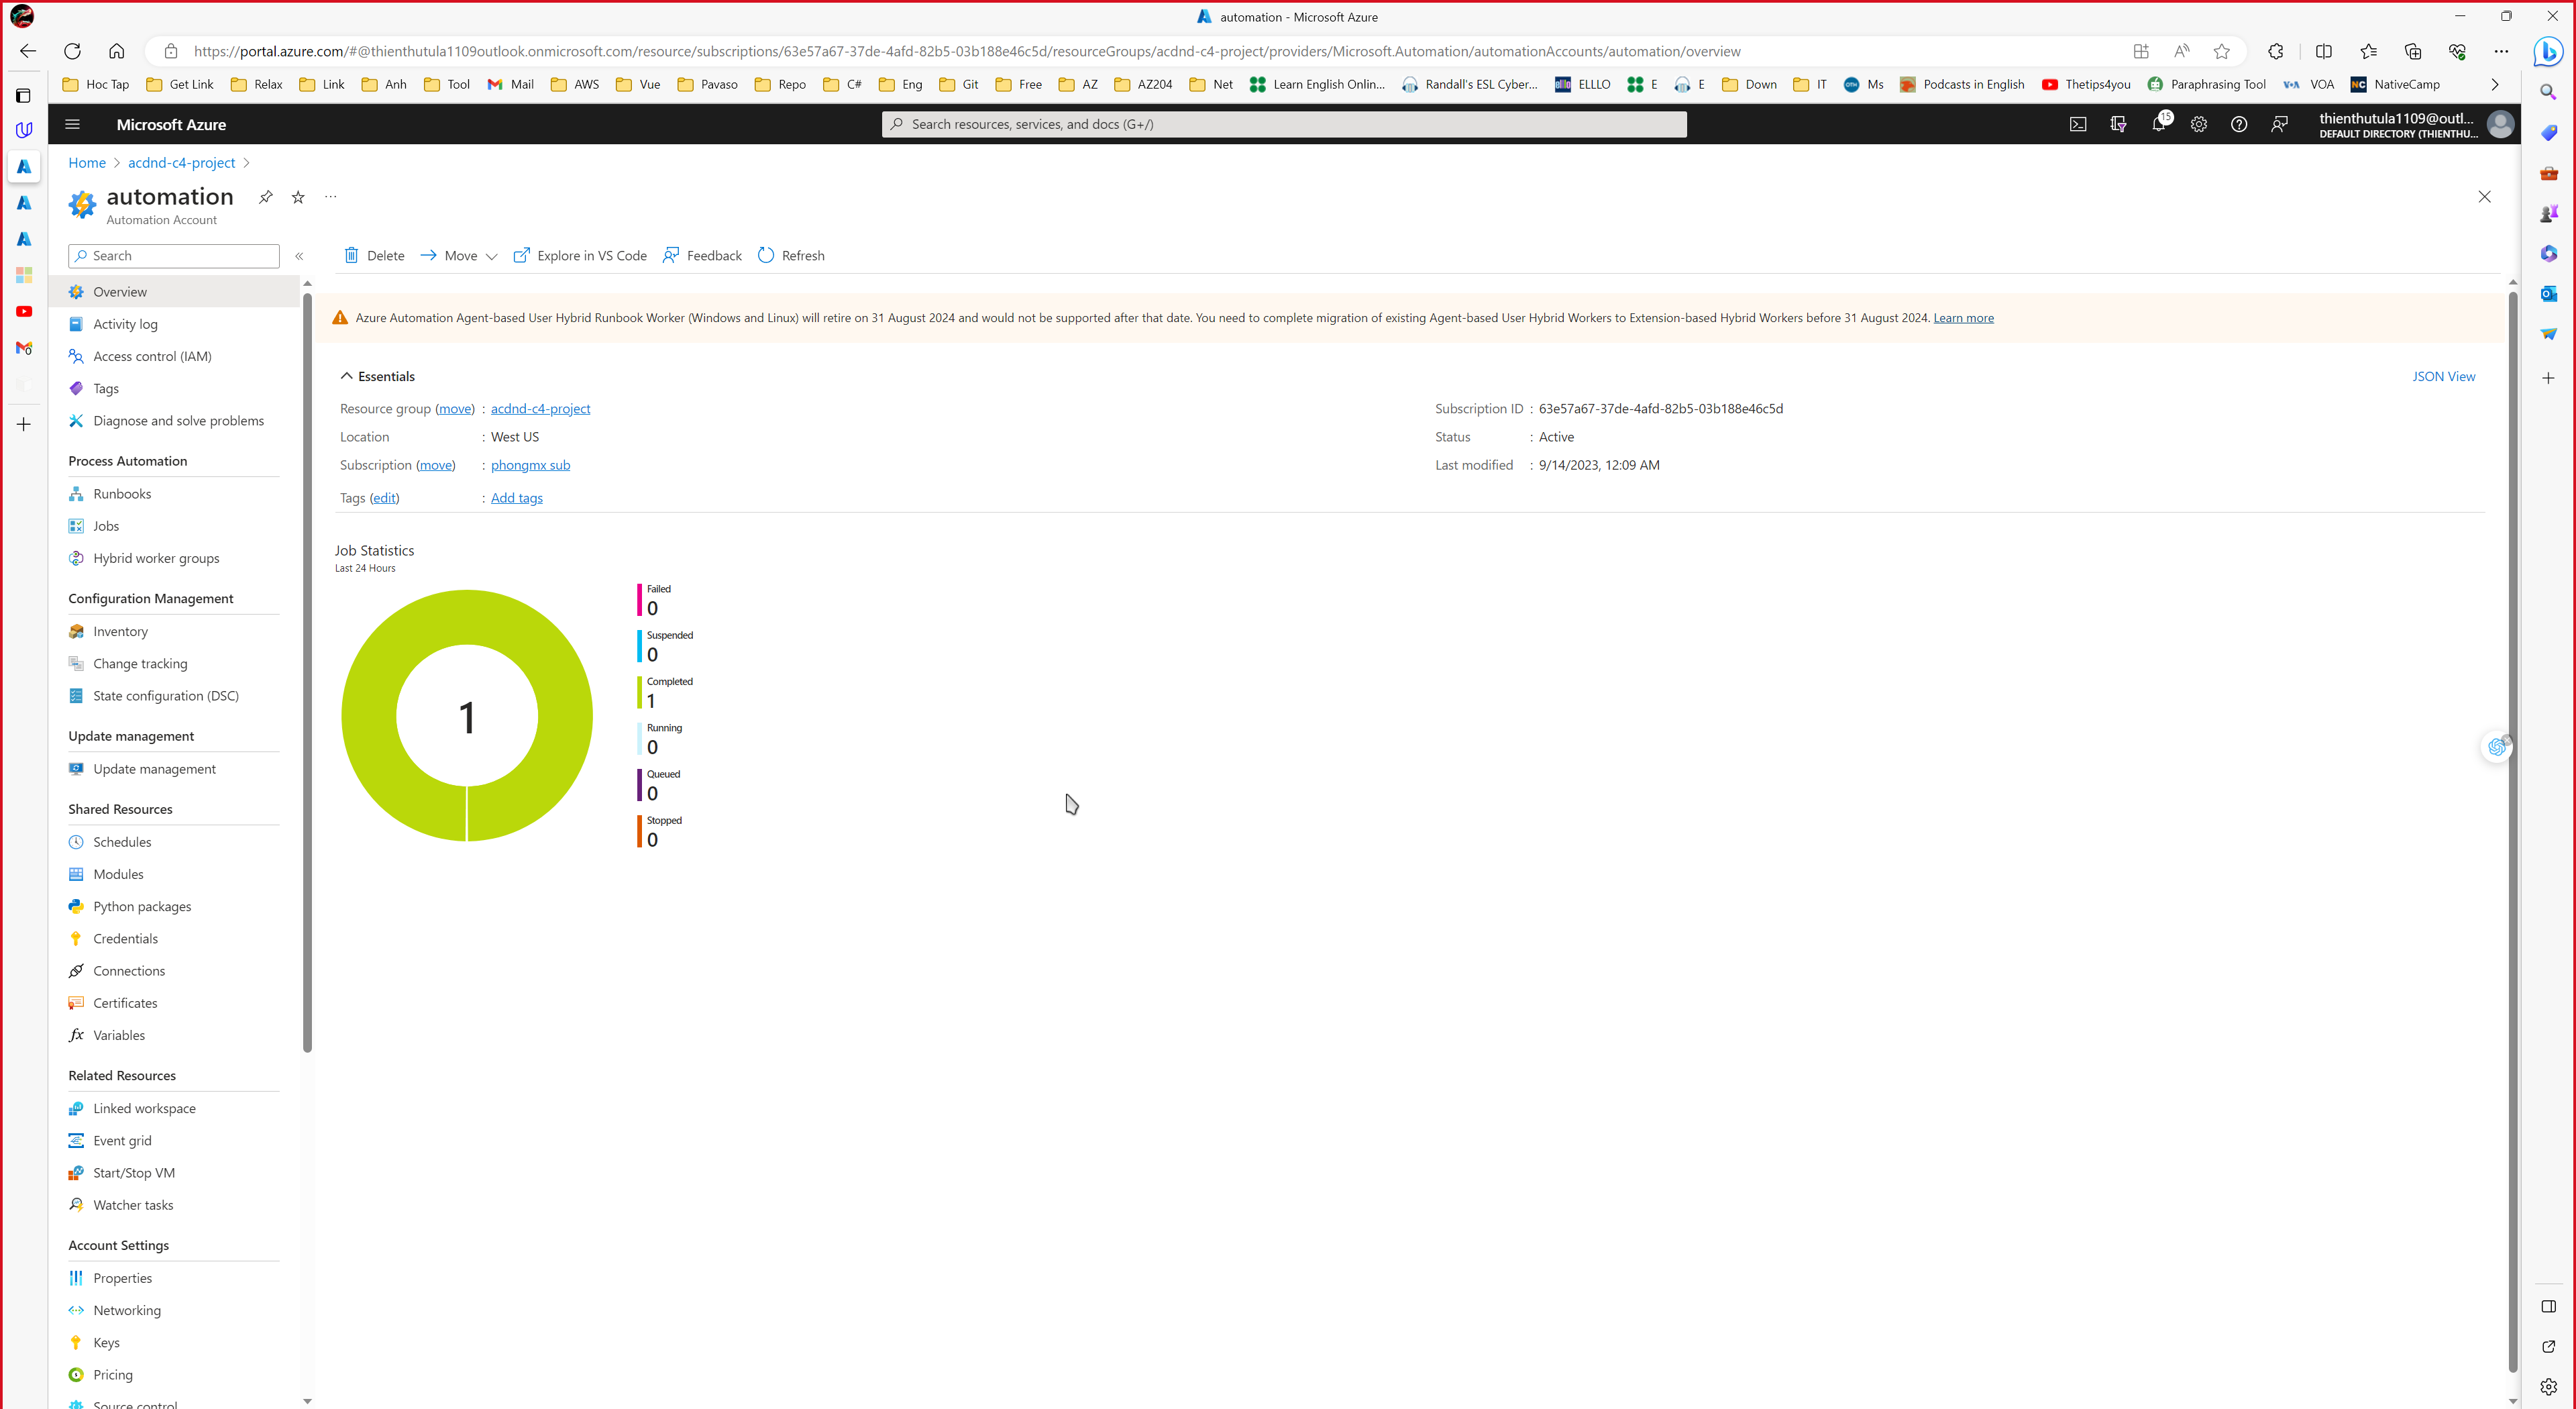 automation - Microsoft Azure
https://portal.azure.com/#@thienthutula1109outlook.onmicrosoft.com/resource/subscriptions/63e57a67-37de-4afd-82b5-03b188e46c5d/resourceGroups/acdnd-c4-project/providers/Microsoft.Automation/automationAccounts/automation/overview
Hoc Tap Get Link Relax Link Anh Tool Mail AWS Vue Pavaso Repo C# Eng Git Free AZ AZ204 Net Learn English Onlin... Randall's ESL Cyber... ELLLO E E Down IT Ms Podcasts in English Thetips4you Paraphrasing Tool VOA NativeCamp
Microsoft Azure
Search resources, services, and docs (G+/)
15
thienthutula1109@outl...
DEFAULT DIRECTORY (THIENTHU...
Home > acdnd-c4-project >
automation
Automation Account
Search
Delete Move Explore in VS Code Feedback Refresh
Overview
Activity log
Access control (IAM)
Tags
Diagnose and solve problems
Process Automation
Runbooks
Jobs
Hybrid worker groups
Configuration Management
Inventory
Change tracking
State configuration (DSC)
Update management
Update management
Shared Resources
Schedules
Modules
Python packages
Credentials
Connections
Certificates
Variables
Related Resources
Linked workspace
Event grid
Start/Stop VM
Watcher tasks
Account Settings
Properties
Networking
Keys
Pricing
Source control
Azure Automation Agent-based User Hybrid Runbook Worker (Windows and Linux) will retire on 31 August 2024 and would not be supported after that date. You need to complete migration of existing Agent-based User Hybrid Workers to Extension-based Hybrid Workers before 31 August 2024. Learn more
Essentials
JSON View
Resource group (move) : acdnd-c4-project
Location : West US
Subscription (move) : phongmx sub
Tags (edit) : Add tags
Subscription ID : 63e57a67-37de-4afd-82b5-03b188e46c5d
Status : Active
Last modified : 9/14/2023, 12:09 AM
Job Statistics
Last 24 Hours
1
Failed
0
Suspended
0
Completed
1
Running
0
Queued
0
Stopped
0